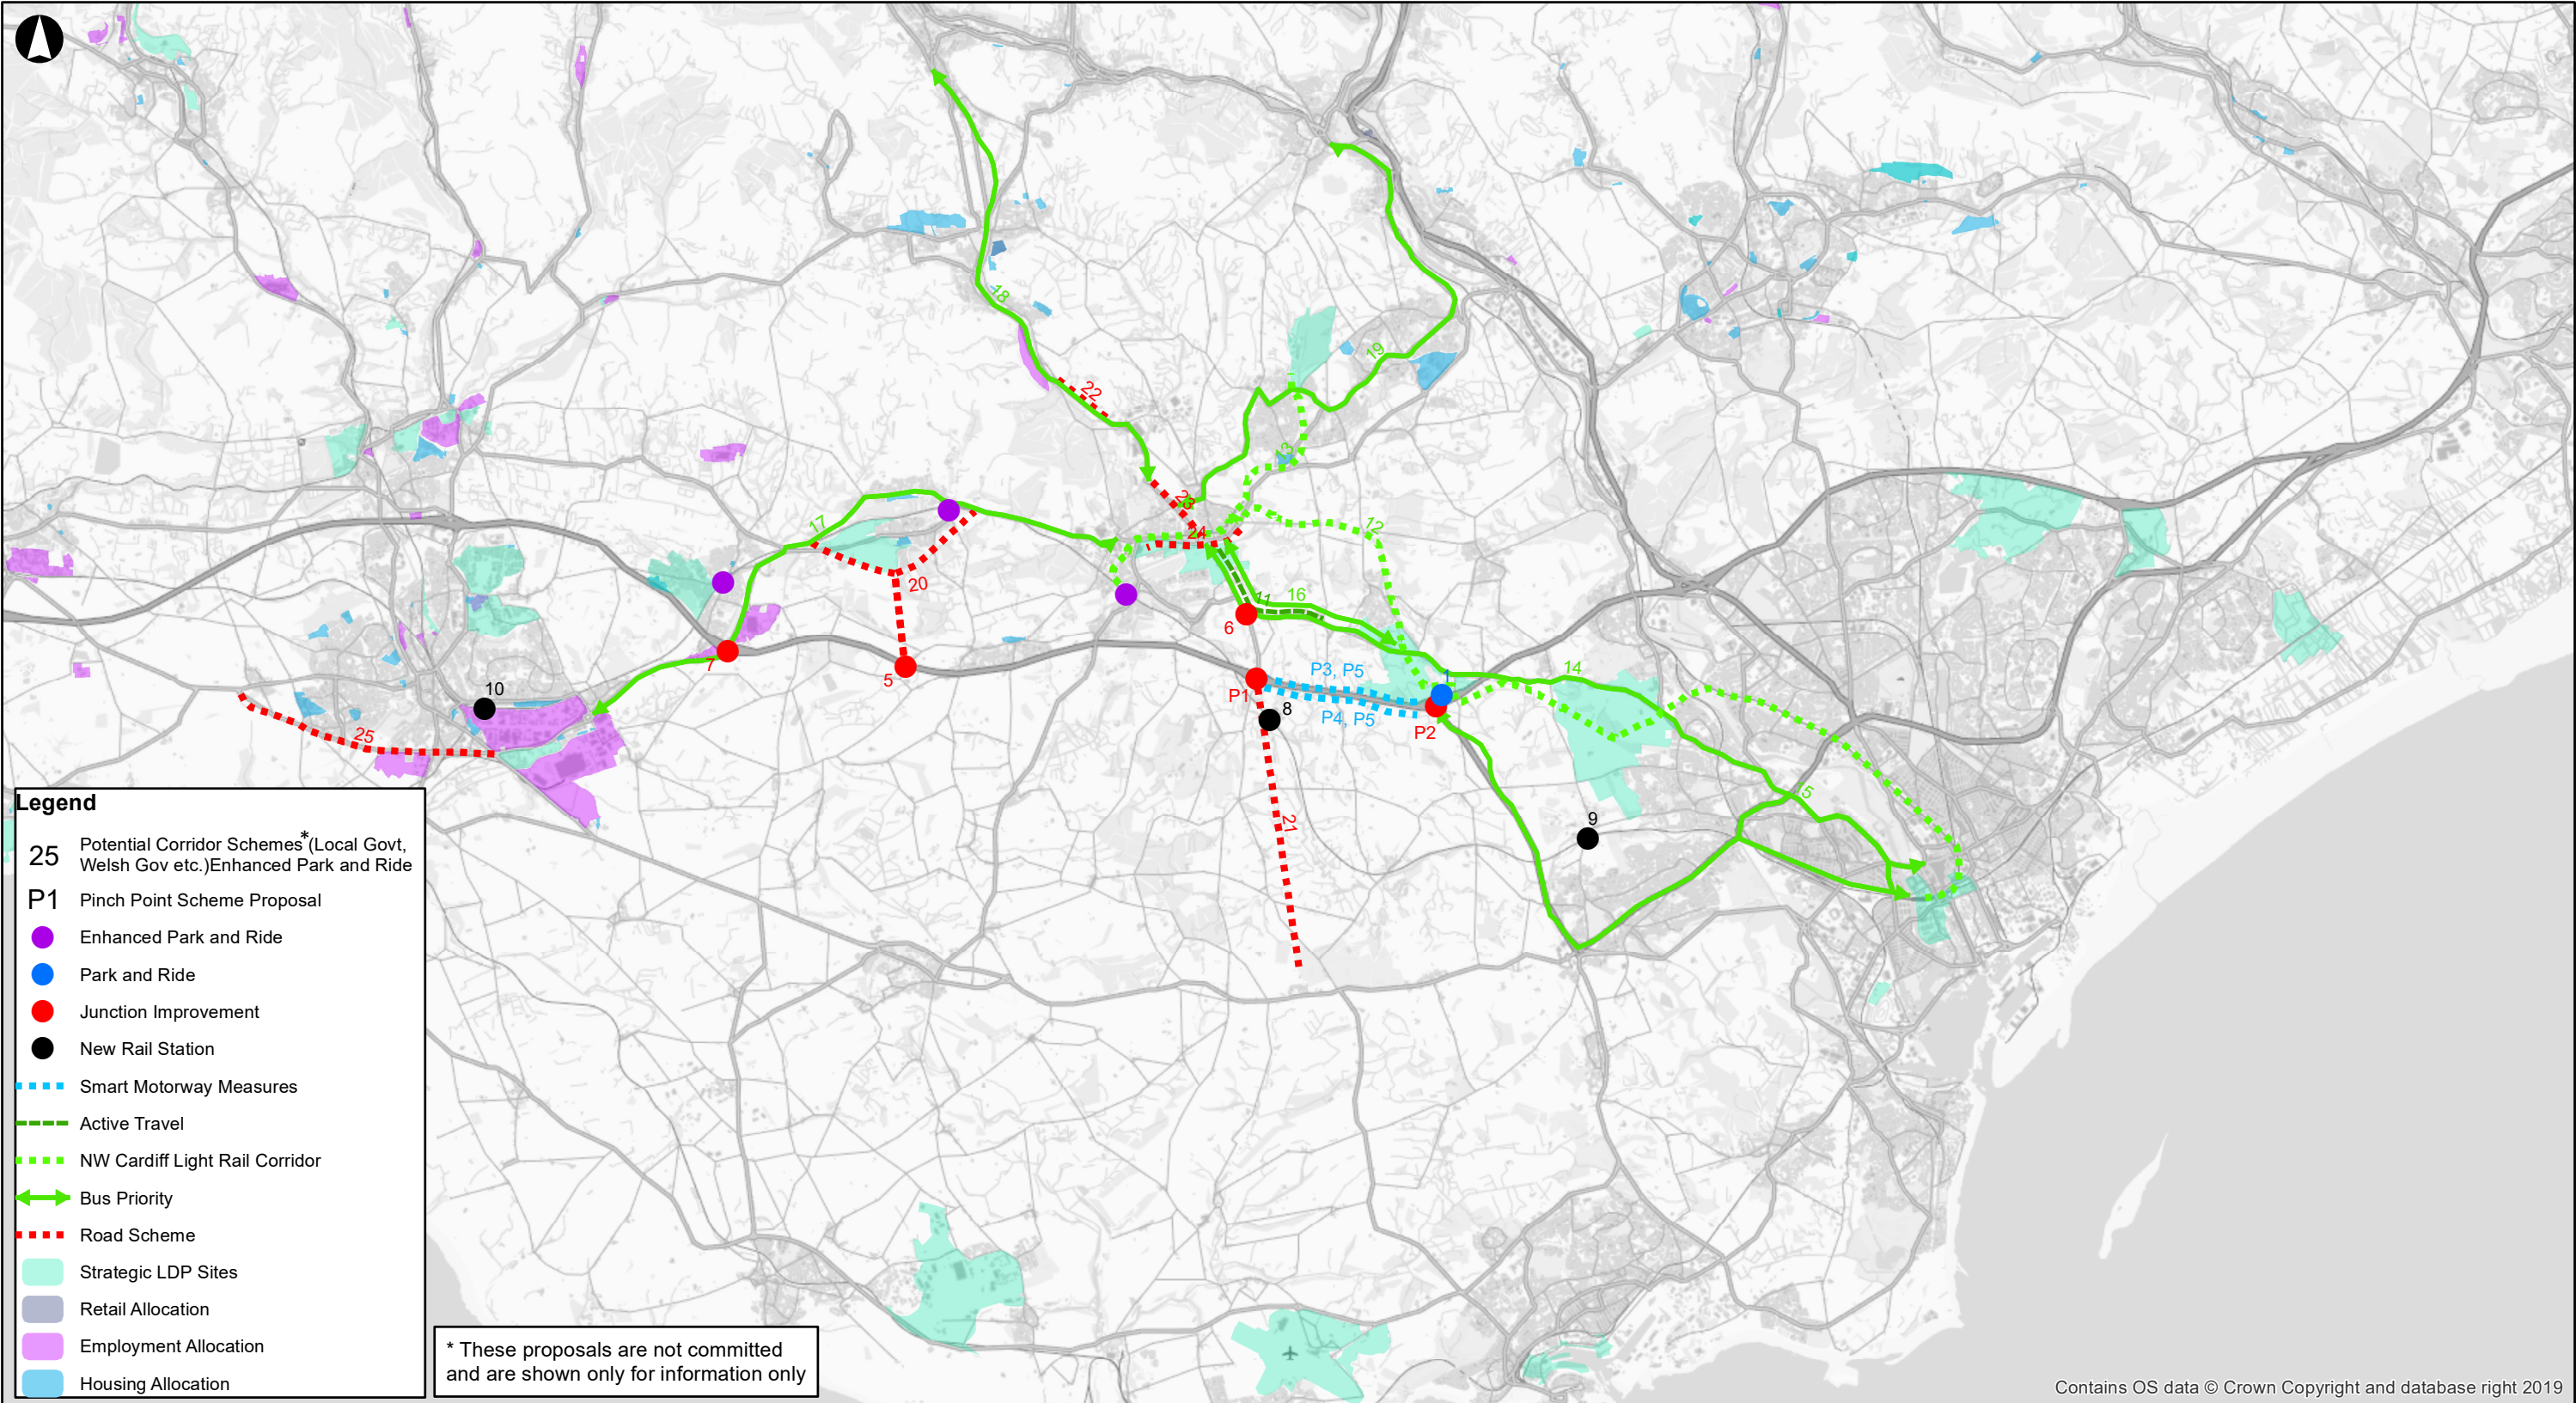 18
22
19
13
23
24
12
17
20
11
16
6
7
5
P3, P5
P1
P4, P5
1
P2
14
10
8
25
21
15
9
Legend
25
Potential Corridor Schemes*(Local Govt,
Welsh Gov etc.)Enhanced Park and Ride
P1
Pinch Point Scheme Proposal
Enhanced Park and Ride
Park and Ride
Junction Improvement
New Rail Station
Smart Motorway Measures
Active Travel
NW Cardiff Light Rail Corridor
Bus Priority
Road Scheme
Strategic LDP Sites
Retail Allocation
Employment Allocation
Housing Allocation
* These proposals are not committed
and are shown only for information only
Contains OS data © Crown Copyright and database right 2019